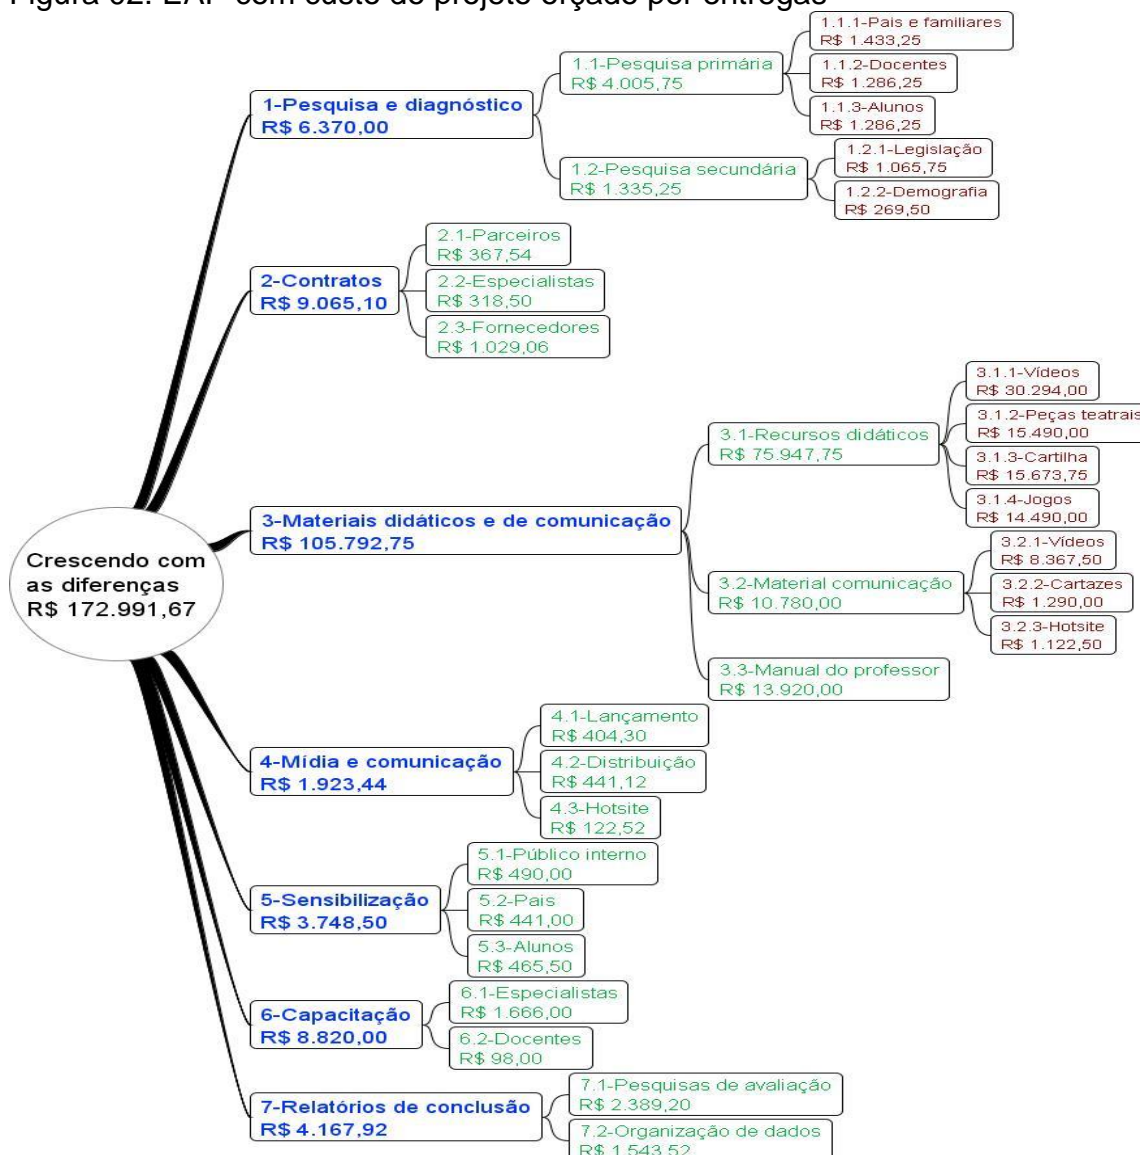 Figura 02: EAP com custo do projeto orçado por entregas
1.1.1-Pais e familiares
R$ 1.433,25
1.1-Pesquisa primária
R$ 4.005,75
1.1.2-Docentes
R$ 1.286,25
1-Pesquisa e diagnóstico
R$ 6.370,00
1.1.3-Alunos
R$ 1.286,25
1.2-Pesquisa secundária
R$ 1.335,25
1.2.1-Legislação
R$ 1.065,75
1.2.2-Demografia
R$ 269,50
2-Contratos
R$ 9.065,10
2.1-Parceiros
R$ 367,54
2.2-Especialistas
R$ 318,50
2.3-Fornecedores
R$ 1.029,06
Crescendo com
as diferenças
R$ 172.991,67
3-Materiais didáticos e de comunicação
R$ 105.792,75
3.1-Recursos didáticos
R$ 75.947,75
3.1.1-Vídeos
R$ 30.294,00
3.1.2-Peças teatrais
R$ 15.490,00
3.1.3-Cartilha
R$ 15.673,75
3.1.4-Jogos
R$ 14.490,00
3.2-Material comunicação
R$ 10.780,00
3.2.1-Vídeos
R$ 8.367,50
3.2.2-Cartazes
R$ 1.290,00
3.2.3-Hotsite
R$ 1.122,50
3.3-Manual do professor
R$ 13.920,00
4-Mídia e comunicação
R$ 1.923,44
4.1-Lançamento
R$ 404,30
4.2-Distribuição
R$ 441,12
4.3-Hotsite
R$ 122,52
5-Sensibilização
R$ 3.748,50
5.1-Público interno
R$ 490,00
5.2-Pais
R$ 441,00
5.3-Alunos
R$ 465,50
6-Capacitação
R$ 8.820,00
6.1-Especialistas
R$ 1.666,00
6.2-Docentes
R$ 98,00
7-Relatórios de conclusão
R$ 4.167,92
7.1-Pesquisas de avaliação
R$ 2.389,20
7.2-Organização de dados
R$ 1.543,52